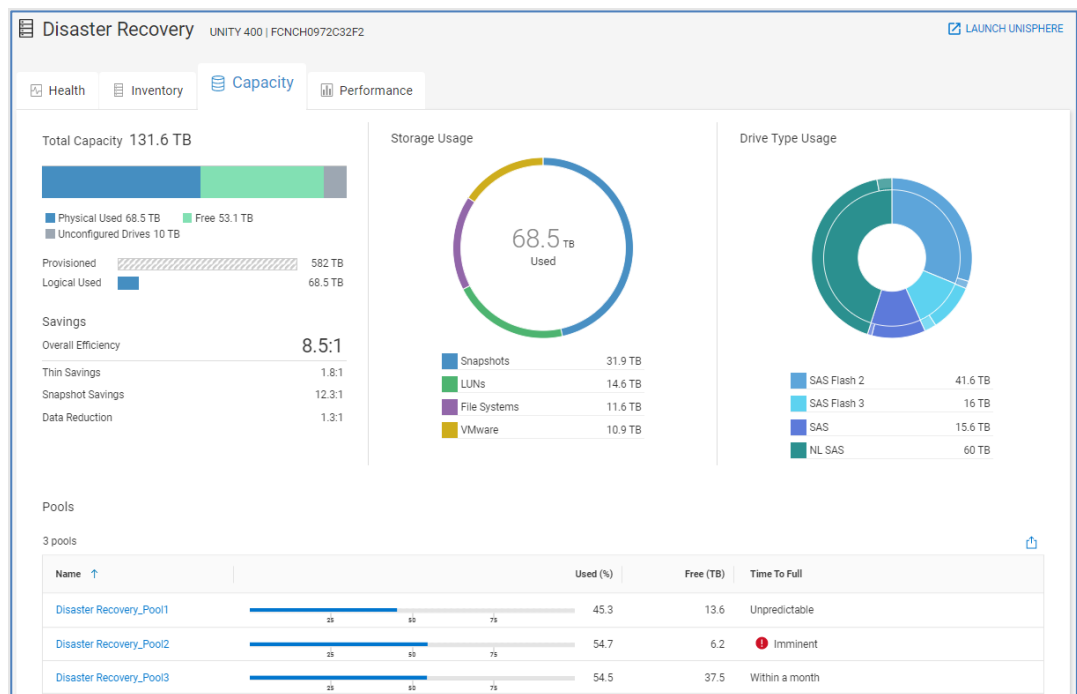 Disaster Recovery UNITY 400 | FCNCH0972C32F2
LAUNCH UNISPHERE
Health
Inventory
Capacity
Performance
Total Capacity 131.6 TB
Physical Used 68.5 TB
Free 53.1 TB
Unconfigured Drives 10 TB
Provisioned 582 TB
Logical Used 68.5 TB
Savings
Overall Efficiency 8.5:1
Thin Savings 1.8:1
Snapshot Savings 12.3:1
Data Reduction 1.3:1
Storage Usage
68.5 TB
Used
Snapshots 31.9 TB
LUNs 14.6 TB
File Systems 11.6 TB
VMware 10.9 TB
Drive Type Usage
SAS Flash 2 41.6 TB
SAS Flash 3 16 TB
SAS 15.6 TB
NL SAS 60 TB
Pools
3 pools
Name Used (%) Free (TB) Time To Full
Disaster Recovery_Pool1 45.3 13.6 Unpredictable
25 50 75
Disaster Recovery_Pool2 54.7 6.2 Imminent
25 50 75
Disaster Recovery_Pool3 54.5 37.5 Within a month
25 50 75